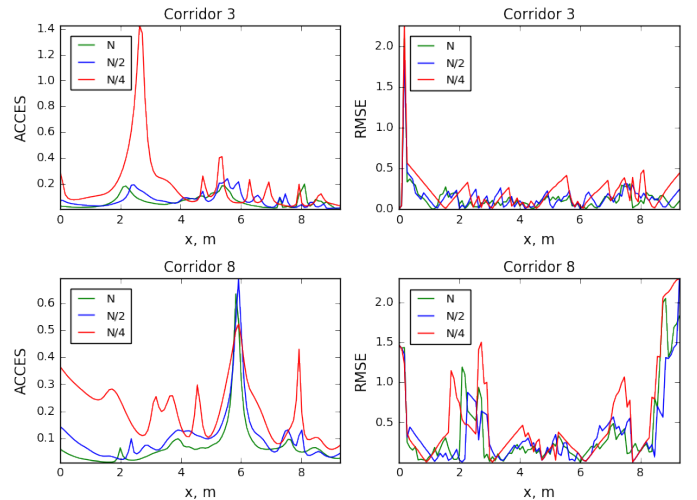 Corridor 3
ACCES
1.4
1.2
1.0
0.8
0.6
0.4
0.2
N
N/2
N/4
0 2 4 6 8
x, m
Corridor 3
RMSE
2.0
1.5
1.0
0.5
0.0
N
N/2
N/4
0 2 4 6 8
x, m
Corridor 8
ACCES
0.6
0.5
0.4
0.3
0.2
0.1
N
N/2
N/4
0 2 4 6 8
x, m
Corridor 8
RMSE
2.0
1.5
1.0
0.5
0.0
N
N/2
N/4
0 2 4 6 8
x, m